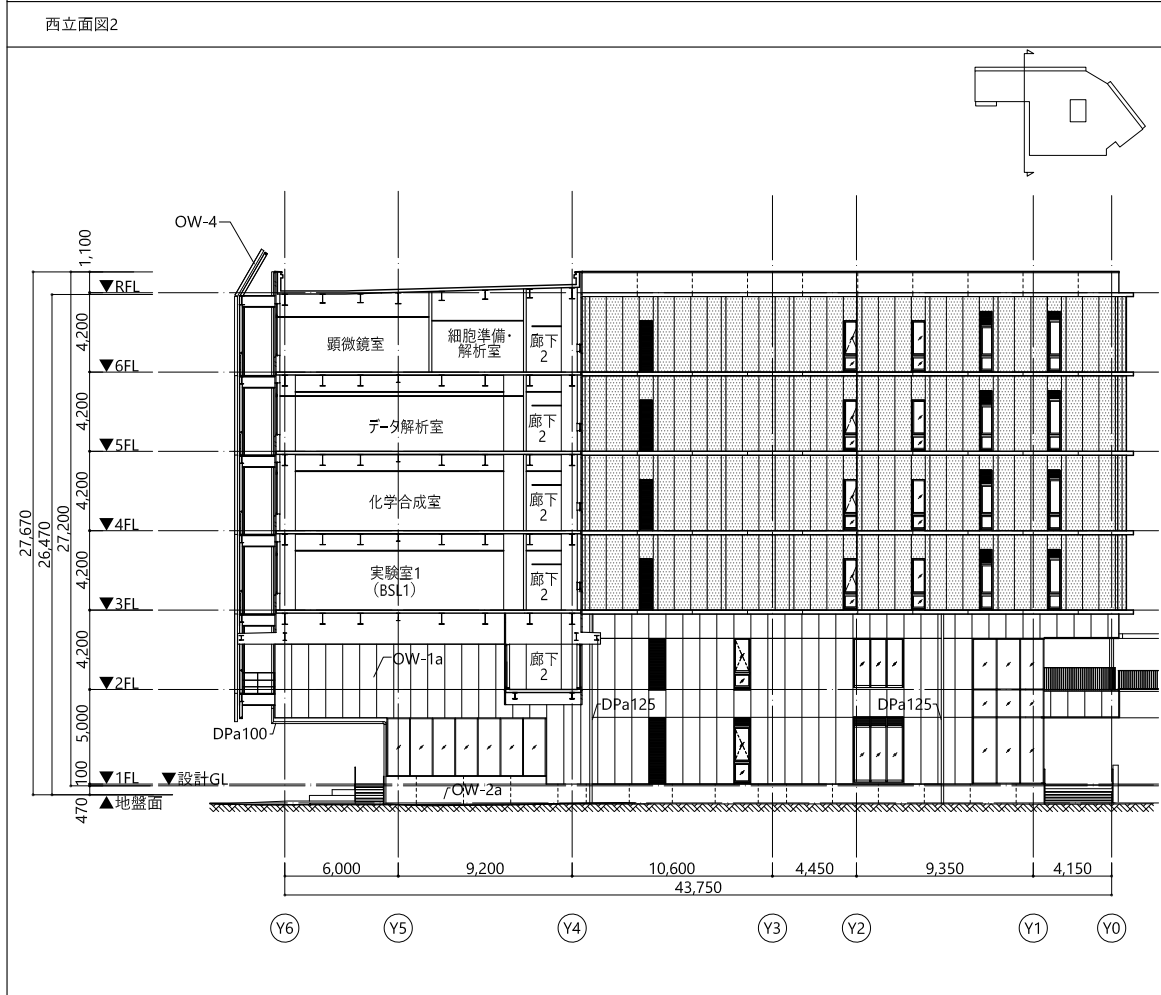 西立面図2
OW-4
1,100
▼RFL
4,200
顕微鏡室
細胞準備・
解析室
廊下
2
▼6FL
4,200
データ解析室
廊下
2
▼5FL
4,200
化学合成室
廊下
2
▼4FL
4,200
実験室1
(BSL1)
廊下
2
▼3FL
27,670
26,470
27,200
4,200
OW-1a
廊下
2
▼2FL
5,000
DPa100
DPa125
DPa125
▼1FL
▼設計GL
100
OW-2a
▲地盤面
470
6,000
9,200
10,600
4,450
9,350
4,150
43,750
Y6
Y5
Y4
Y3
Y2
Y1
Y0